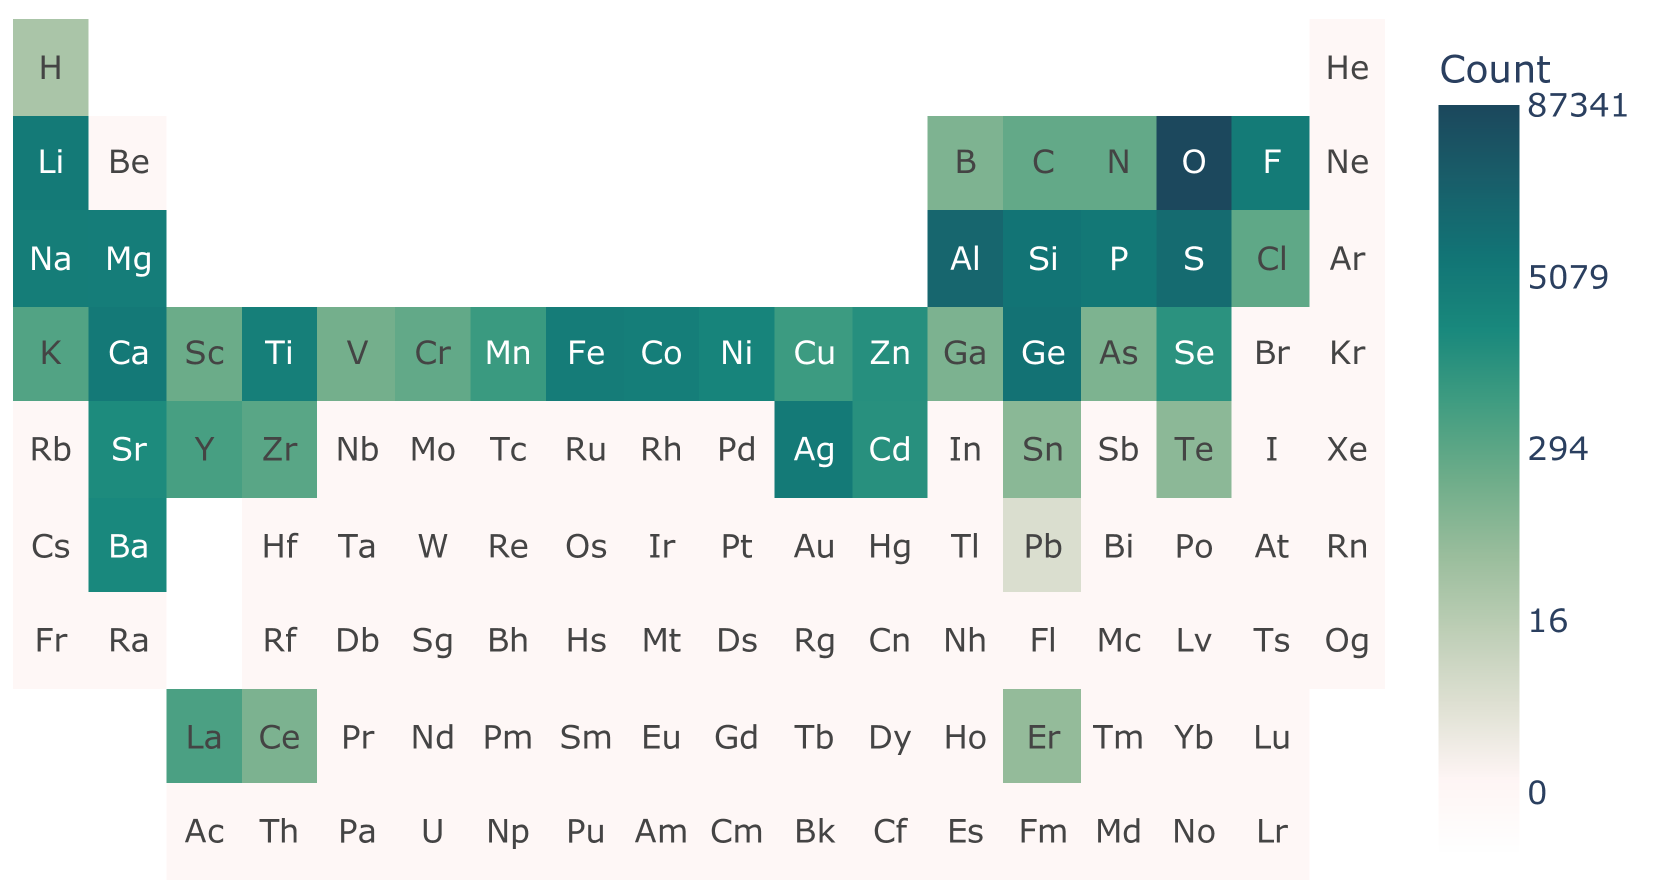 H He
Li Be B C N O F Ne
Na Mg Al Si P S Cl Ar
K Ca Sc Ti V Cr Mn Fe Co Ni Cu Zn Ga Ge As Se Br Kr
Rb Sr Y Zr Nb Mo Tc Ru Rh Pd Ag Cd In Sn Sb Te I Xe
Cs Ba Hf Ta W Re Os Ir Pt Au Hg Tl Pb Bi Po At Rn
Fr Ra Rf Db Sg Bh Hs Mt Ds Rg Cn Nh Fl Mc Lv Ts Og
La Ce Pr Nd Pm Sm Eu Gd Tb Dy Ho Er Tm Yb Lu
Ac Th Pa U Np Pu Am Cm Bk Cf Es Fm Md No Lr
Count
87341
5079
294
16
0